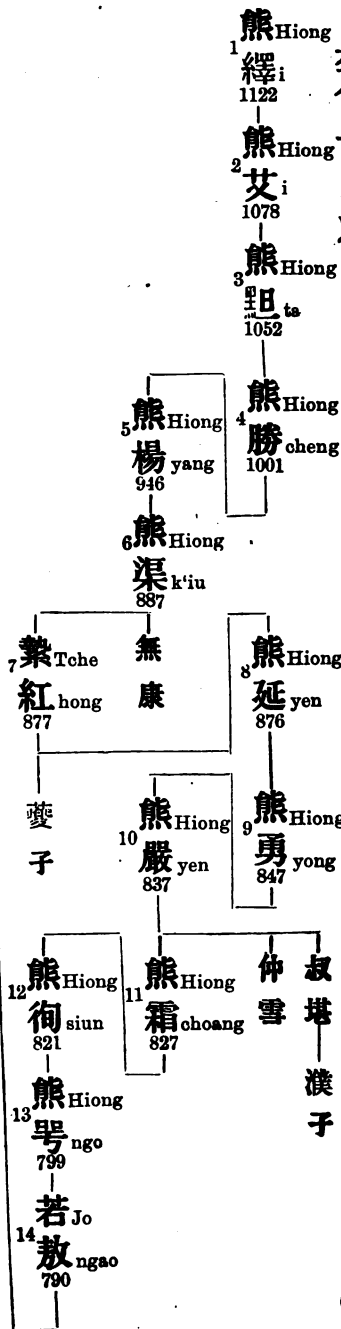 熊 Hiong
1 繹 i
1122
熊 Hiong
2 艾 i
1078
熊 Hiong
3 䵣 ta
1052
熊 Hiong
4 勝 cheng
1001
熊 Hiong
5 楊 yang
946
熊 Hiong
6 渠 k‘iu
887
摯 Tche
7 紅 hong
877
無康
熊 Hiong
8 延 yen
876
夔子
熊 Hiong
9 勇 yong
847
熊 Hiong
10 嚴 yen
837
熊 Hiong
11 霜 choang
827
仲雪
叔堪
濮子
熊 Hiong
12 徇 siun
821
熊 Hiong
13 咢 ngo
799
若 Jo
14 敖 ngao
790